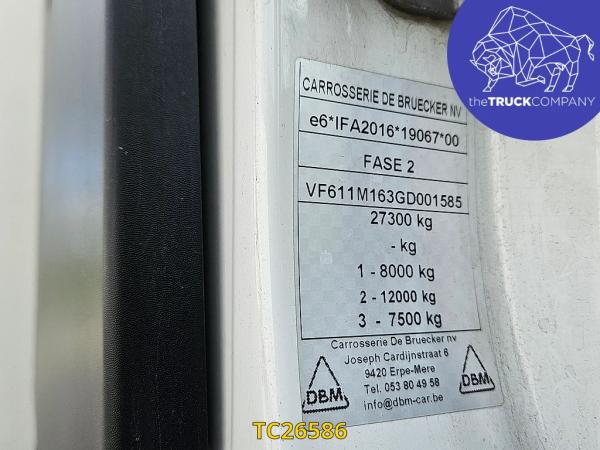 theTRUCKCOMPANY
CARROSSERIE DE BRUECKER NV
e6*IFA2016*19067*00
FASE 2
VF611M163GD001585
27300 kg
- kg
1 - 8000 kg
2 - 12000 kg
3 - 7500 kg
Carrosserie De Bruecker nv
Joseph Cardijnstraat 6
9420 Erpe-Mere
Tel. 053 80 49 58
info@dbm-car.be
DBM
DBM
TC26586